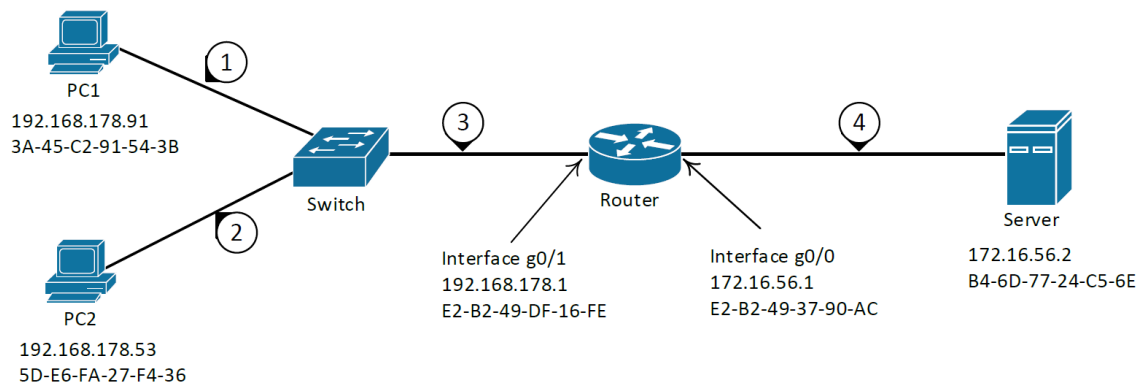 1
PC1
192.168.178.91
3A-45-C2-91-54-3B
2
PC2
192.168.178.53
5D-E6-FA-27-F4-36
Switch
3
Router
Interface g0/1
192.168.178.1
E2-B2-49-DF-16-FE
Interface g0/0
172.16.56.1
E2-B2-49-37-90-AC
4
Server
172.16.56.2
B4-6D-77-24-C5-6E